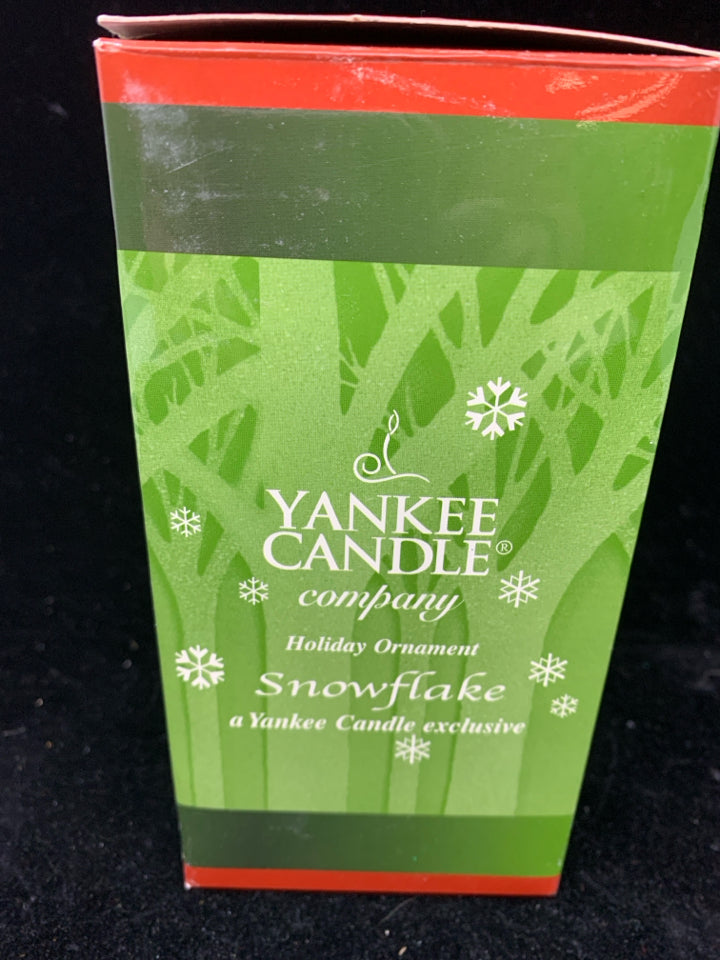 YANKEE
CANDLE®
company
Holiday Ornament
Snowflake
a Yankee Candle exclusive